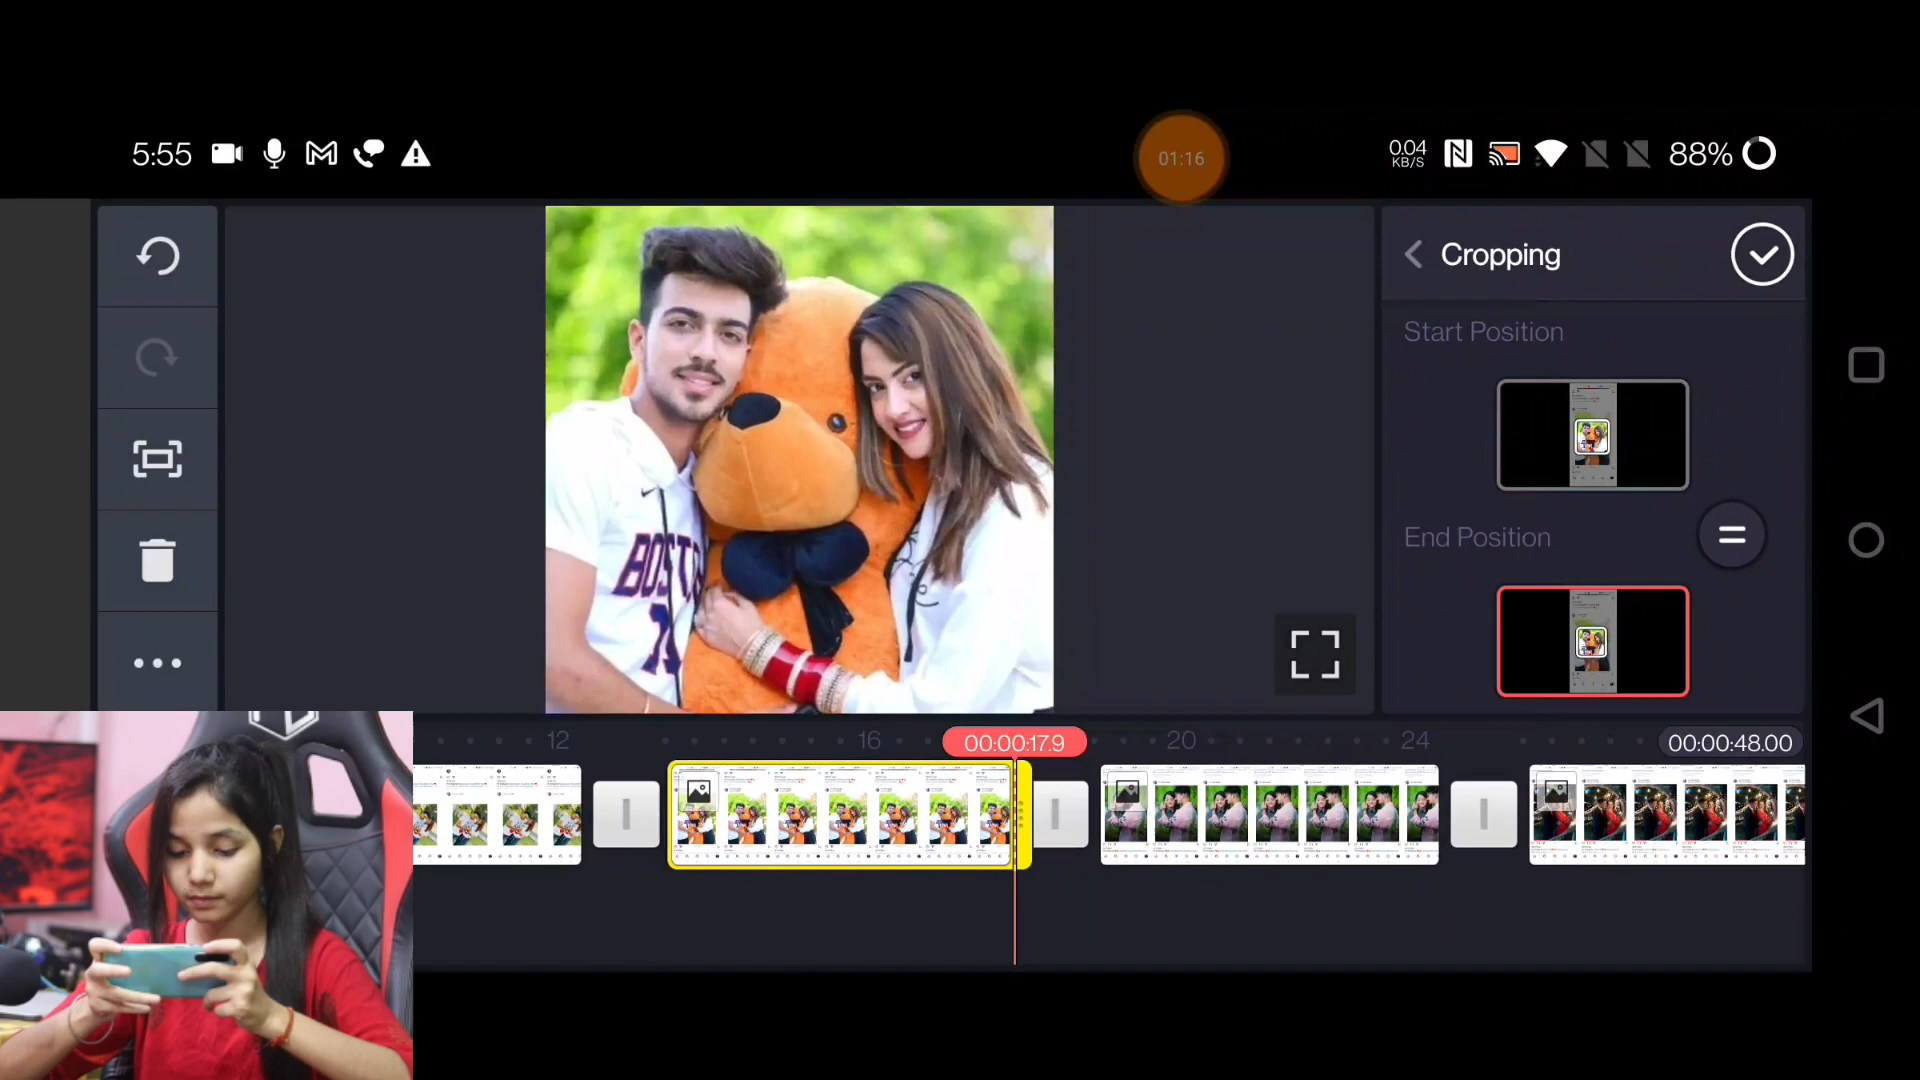 5:55
01:16
0.04
KB/S
88%
Cropping
Start Position
End Position
12
16
00:00:17.9
20
24
00:00:48.00